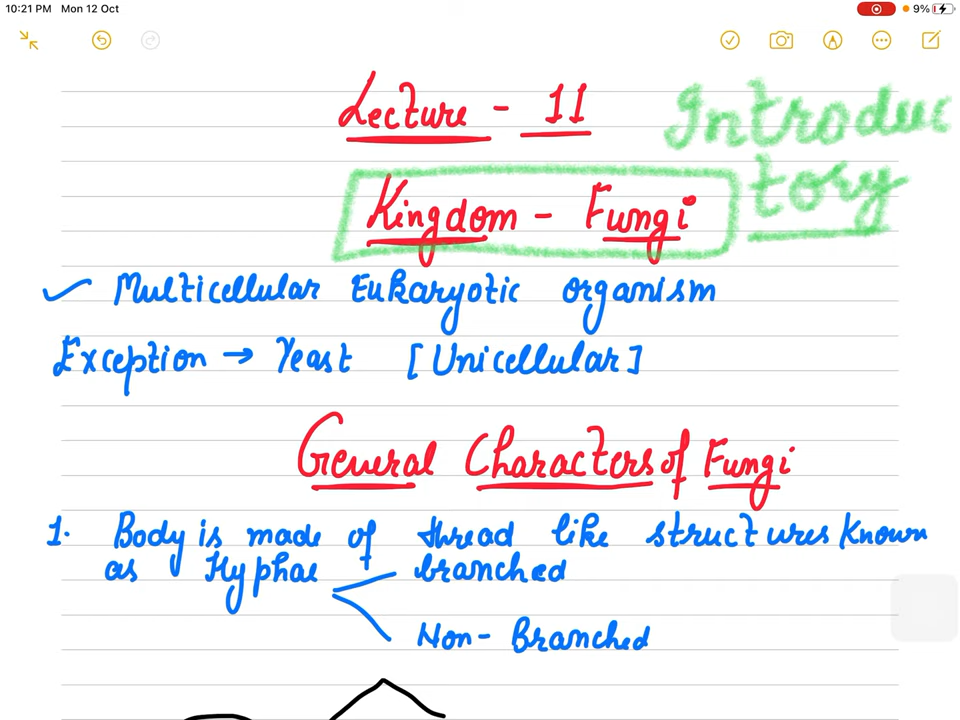 10:21 PM Mon 12 Oct 9%
Lecture - 11 Introduc
Kingdom - Fungi tory
Multicellular Eukaryotic organism
Exception → Yeast [Unicellular]
General Characters of Fungi
1. Body is made of thread like structures known
as Hyphae branched
Non-Branched